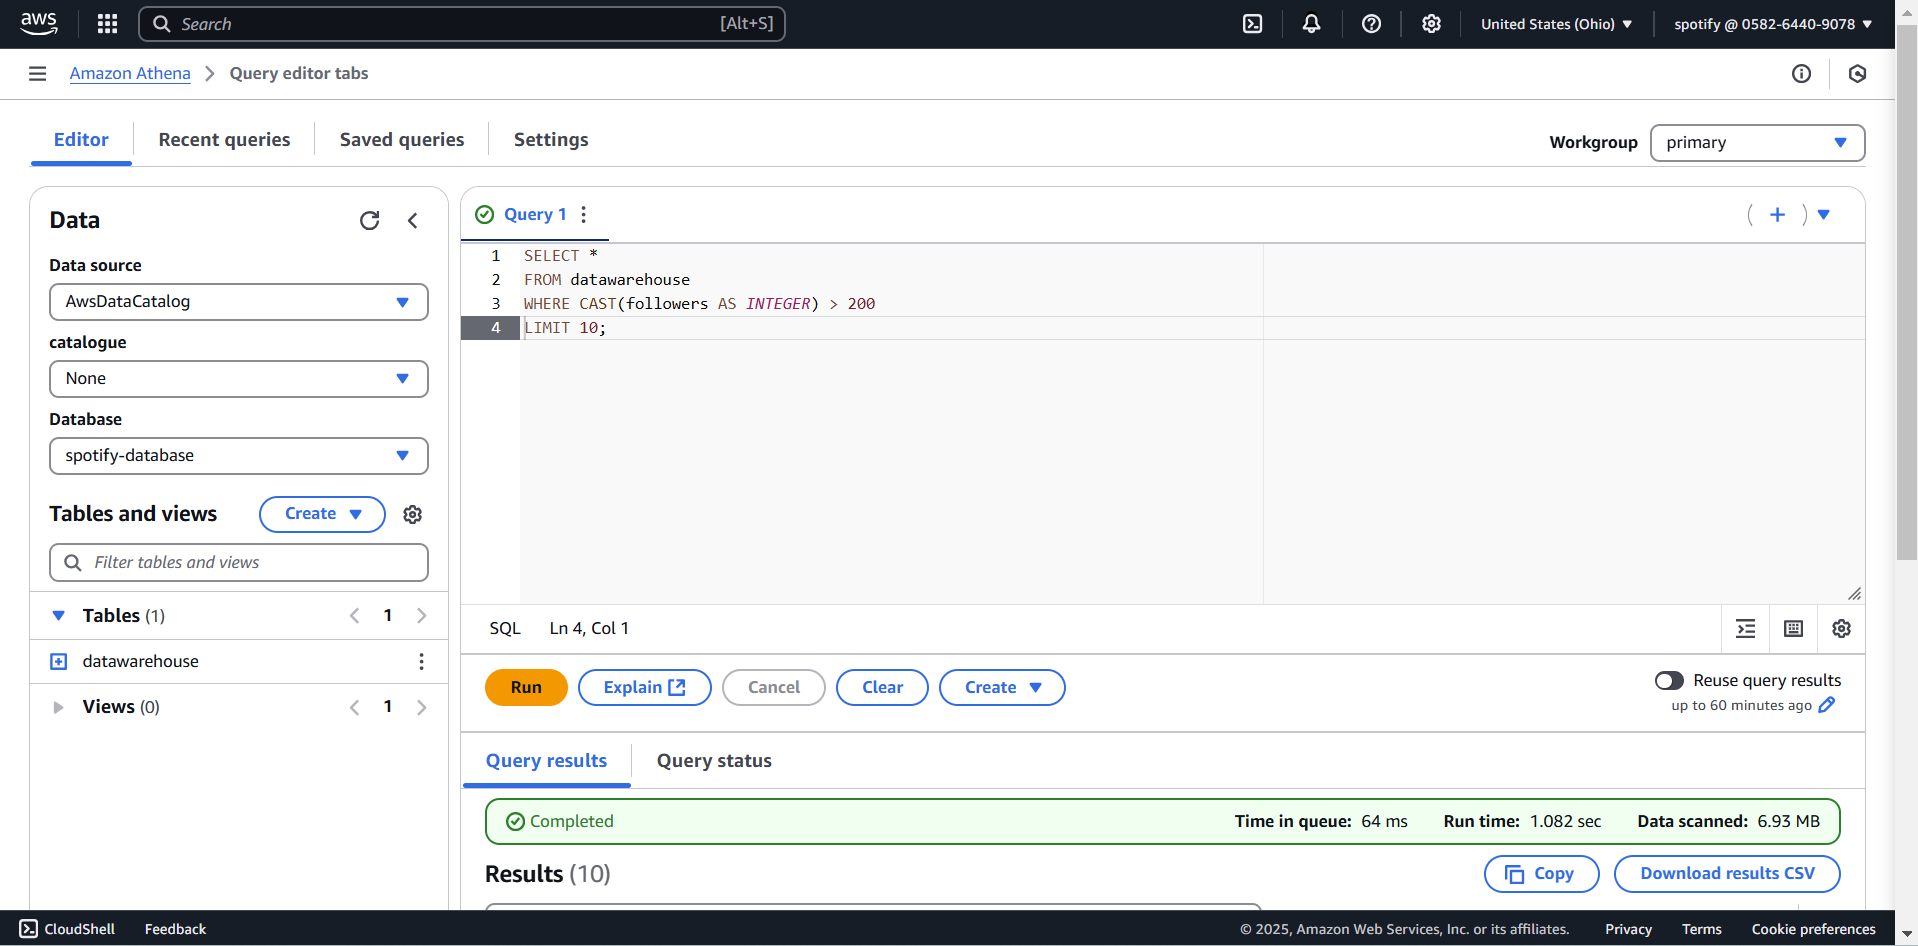 aws
Search [Alt+S]
United States (Ohio) spotify @ 0582-6440-9078
Amazon Athena Query editor tabs
Editor Recent queries Saved queries Settings
Workgroup primary
Data
Data source
AwsDataCatalog
catalogue
None
Database
spotify-database
Tables and views Create
Filter tables and views
Tables (1) 1
datawarehouse
Views (0) 1
Query 1
1 SELECT *
2 FROM datawarehouse
3 WHERE CAST(followers AS INTEGER) > 200
4 LIMIT 10;
SQL Ln 4, Col 1
Run Explain Cancel Clear Create
Reuse query results
up to 60 minutes ago
Query results Query status
Completed Time in queue: 64 ms Run time: 1.082 sec Data scanned: 6.93 MB
Results (10) Copy Download results CSV
CloudShell Feedback © 2025, Amazon Web Services, Inc. or its affiliates. Privacy Terms Cookie preferences